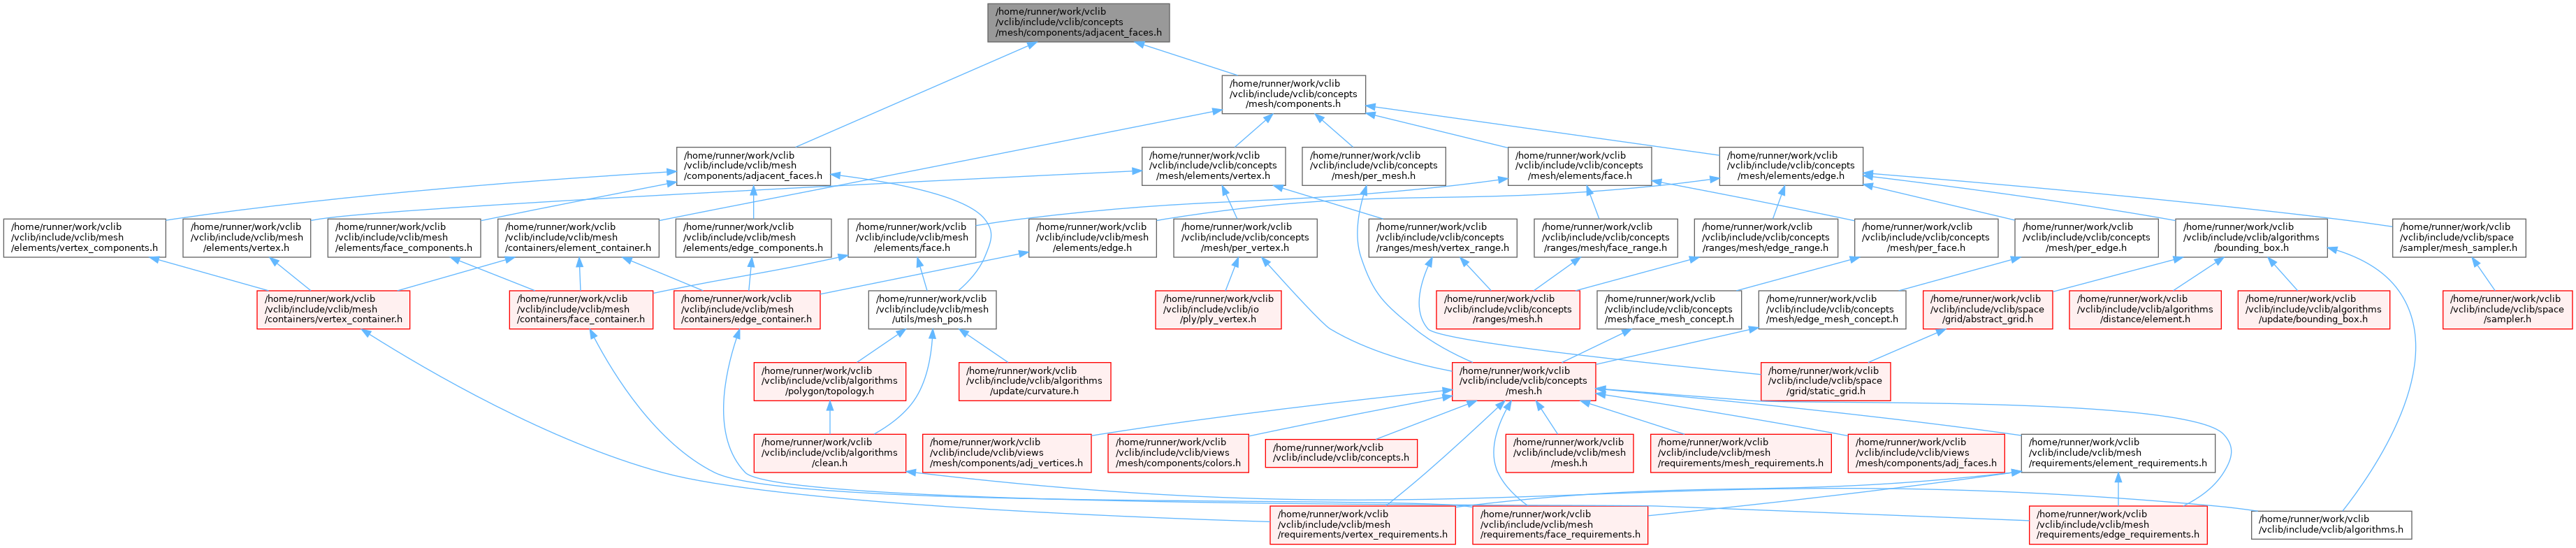 /home/runner/work/vclib
/vclib/include/vclib/concepts
/mesh/components/adjacent_faces.h
/home/runner/work/vclib
/vclib/include/vclib/concepts
/mesh/components.h
/home/runner/work/vclib
/vclib/include/vclib/mesh
/components/adjacent_faces.h
/home/runner/work/vclib
/vclib/include/vclib/concepts
/mesh/elements/vertex.h
/home/runner/work/vclib
/vclib/include/vclib/concepts
/mesh/per_mesh.h
/home/runner/work/vclib
/vclib/include/vclib/concepts
/mesh/elements/face.h
/home/runner/work/vclib
/vclib/include/vclib/concepts
/mesh/elements/edge.h
/home/runner/work/vclib
/vclib/include/vclib/mesh
/elements/vertex_components.h
/home/runner/work/vclib
/vclib/include/vclib/mesh
/elements/vertex.h
/home/runner/work/vclib
/vclib/include/vclib/mesh
/elements/face_components.h
/home/runner/work/vclib
/vclib/include/vclib/mesh
/containers/element_container.h
/home/runner/work/vclib
/vclib/include/vclib/mesh
/elements/edge_components.h
/home/runner/work/vclib
/vclib/include/vclib/mesh
/elements/face.h
/home/runner/work/vclib
/vclib/include/vclib/mesh
/elements/edge.h
/home/runner/work/vclib
/vclib/include/vclib/concepts
/mesh/per_vertex.h
/home/runner/work/vclib
/vclib/include/vclib/concepts
/ranges/mesh/vertex_range.h
/home/runner/work/vclib
/vclib/include/vclib/concepts
/ranges/mesh/face_range.h
/home/runner/work/vclib
/vclib/include/vclib/concepts
/ranges/mesh/edge_range.h
/home/runner/work/vclib
/vclib/include/vclib/concepts
/mesh/per_face.h
/home/runner/work/vclib
/vclib/include/vclib/concepts
/mesh/per_edge.h
/home/runner/work/vclib
/vclib/include/vclib/algorithms
/bounding_box.h
/home/runner/work/vclib
/vclib/include/vclib/space
/sampler/mesh_sampler.h
/home/runner/work/vclib
/vclib/include/vclib/mesh
/containers/vertex_container.h
/home/runner/work/vclib
/vclib/include/vclib/mesh
/containers/face_container.h
/home/runner/work/vclib
/vclib/include/vclib/mesh
/containers/edge_container.h
/home/runner/work/vclib
/vclib/include/vclib/mesh
/utils/mesh_pos.h
/home/runner/work/vclib
/vclib/include/vclib/io
/ply/ply_vertex.h
/home/runner/work/vclib
/vclib/include/vclib/concepts
/ranges/mesh.h
/home/runner/work/vclib
/vclib/include/vclib/concepts
/mesh/face_mesh_concept.h
/home/runner/work/vclib
/vclib/include/vclib/concepts
/mesh/edge_mesh_concept.h
/home/runner/work/vclib
/vclib/include/vclib/space
/grid/abstract_grid.h
/home/runner/work/vclib
/vclib/include/vclib/algorithms
/distance/element.h
/home/runner/work/vclib
/vclib/include/vclib/algorithms
/update/bounding_box.h
/home/runner/work/vclib
/vclib/include/vclib/space
/sampler.h
/home/runner/work/vclib
/vclib/include/vclib/algorithms
/polygon/topology.h
/home/runner/work/vclib
/vclib/include/vclib/algorithms
/update/curvature.h
/home/runner/work/vclib
/vclib/include/vclib/concepts
/mesh.h
/home/runner/work/vclib
/vclib/include/vclib/space
/grid/static_grid.h
/home/runner/work/vclib
/vclib/include/vclib/algorithms
/clean.h
/home/runner/work/vclib
/vclib/include/vclib/views
/mesh/components/adj_vertices.h
/home/runner/work/vclib
/vclib/include/vclib/views
/mesh/components/colors.h
/home/runner/work/vclib
/vclib/include/vclib/concepts.h
/home/runner/work/vclib
/vclib/include/vclib/mesh
/mesh.h
/home/runner/work/vclib
/vclib/include/vclib/mesh
/requirements/mesh_requirements.h
/home/runner/work/vclib
/vclib/include/vclib/views
/mesh/components/adj_faces.h
/home/runner/work/vclib
/vclib/include/vclib/mesh
/requirements/element_requirements.h
/home/runner/work/vclib
/vclib/include/vclib/mesh
/requirements/vertex_requirements.h
/home/runner/work/vclib
/vclib/include/vclib/mesh
/requirements/face_requirements.h
/home/runner/work/vclib
/vclib/include/vclib/mesh
/requirements/edge_requirements.h
/home/runner/work/vclib
/vclib/include/vclib/algorithms.h